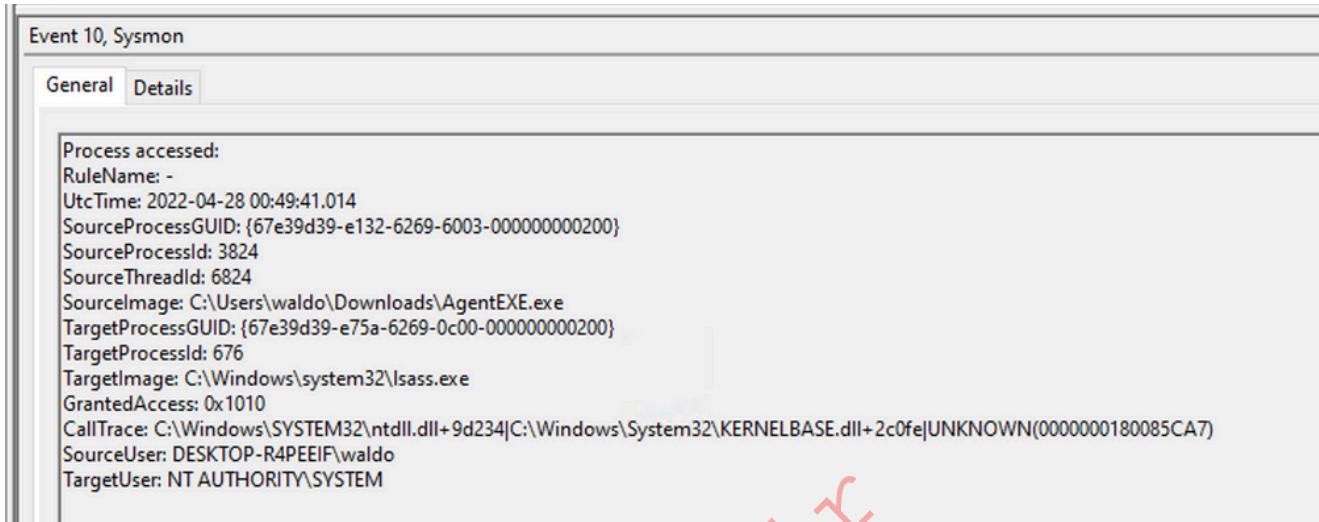 Event 10, Sysmon
General Details
Process accessed:
RuleName: -
UtcTime: 2022-04-28 00:49:41.014
SourceProcessGUID: {67e39d39-e132-6269-6003-000000000200}
SourceProcessId: 3824
SourceThreadId: 6824
SourceImage: C:\Users\waldo\Downloads\AgentEXE.exe
TargetProcessGUID: {67e39d39-e75a-6269-0c00-000000000200}
TargetProcessId: 676
TargetImage: C:\Windows\system32\lsass.exe
GrantedAccess: 0x1010
CallTrace: C:\Windows\SYSTEM32\ntdll.dll+9d234|C:\Windows\System32\KERNELBASE.dll+2c0fe|UNKNOWN(0000000180085CA7)
SourceUser: DESKTOP-R4PEEIF\waldo
TargetUser: NT AUTHORITY\SYSTEM